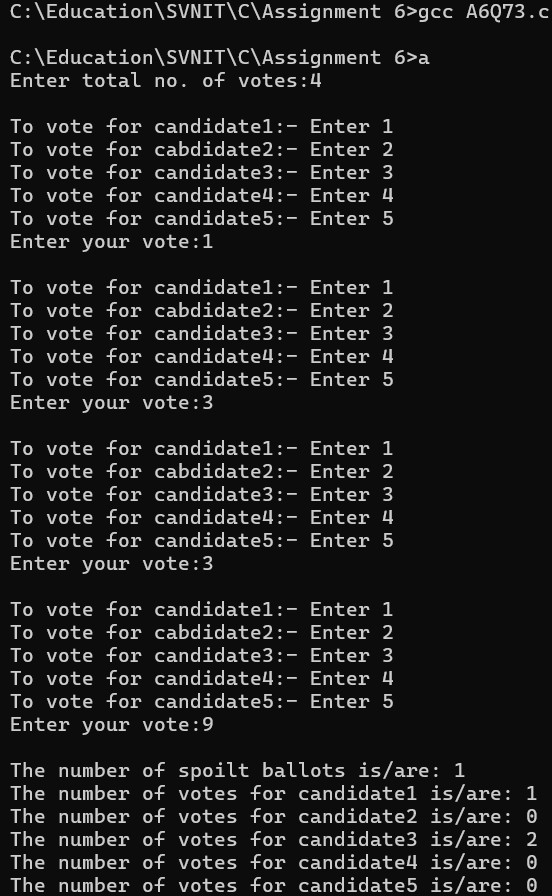 C:\Education\SVNIT\C\Assignment 6>gcc A6Q73.c
C:\Education\SVNIT\C\Assignment 6>a
Enter total no. of votes:4
To vote for candidate1:- Enter 1
To vote for cabdidate2:- Enter 2
To vote for candidate3:- Enter 3
To vote for candidate4:- Enter 4
To vote for candidate5:- Enter 5
Enter your vote:1
To vote for candidate1:- Enter 1
To vote for cabdidate2:- Enter 2
To vote for candidate3:- Enter 3
To vote for candidate4:- Enter 4
To vote for candidate5:- Enter 5
Enter your vote:3
To vote for candidate1:- Enter 1
To vote for cabdidate2:- Enter 2
To vote for candidate3:- Enter 3
To vote for candidate4:- Enter 4
To vote for candidate5:- Enter 5
Enter your vote:3
To vote for candidate1:- Enter 1
To vote for cabdidate2:- Enter 2
To vote for candidate3:- Enter 3
To vote for candidate4:- Enter 4
To vote for candidate5:- Enter 5
Enter your vote:9
The number of spoilt ballots is/are: 1
The number of votes for candidate1 is/are: 1
The number of votes for candidate2 is/are: 0
The number of votes for candidate3 is/are: 2
The number of votes for candidate4 is/are: 0
The number of votes for candidate5 is/are: 0